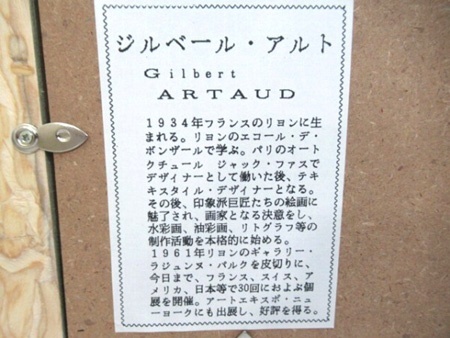 ジルベール・アルト
Gilbert
ARTAUD
1934年フランスのリヨンに生
まれる。リヨンのエコール・デ・
ボンザールで学ぶ。パリのオート
クチュール ジャック・ファスで
デザイナーとして働いた後、テキ
キスタイル・デザイナーとなる。
その後、印象派巨匠たちの絵画に
魅了され、画家となる決意をし、
水彩画、油彩画、リトグラフ等の
制作活動を本格的に始める。
1961年リヨンのギャラリー・
ラジュンヌ・パルクを皮切りに、
今日まで、フランス、スイス、ア
メリカ、日本等で30回におよぶ個
展を開催。アートエキスポ・ニュ
ーヨークにも出展し、好評を得る。